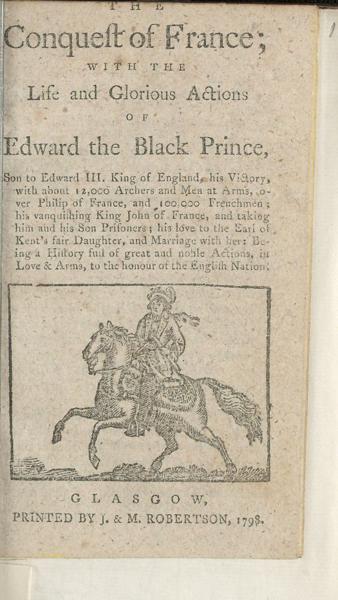 THE
Conqueſt of France;
WITH THE
Life and Glorious Actions
OF
Edward the Black Prince,
Son to Edward III. King of England, his Victory,
with about 12,000 Archers and Men at Arms, o-
ver Philip of France, and 100,000 Frenchmen;
his vanquiſhing King John of France, and taking
him and his Son Priſoners; his love to the Earl of
Kent's fair Daughter, and Marriage with her: Be-
ing a Hiſtory full of great and noble Actions, in
Love & Arms, to the honour of the Engliſh Nation.
GLASGOW,
PRINTED BY J. & M. ROBERTSON, 1798.
1